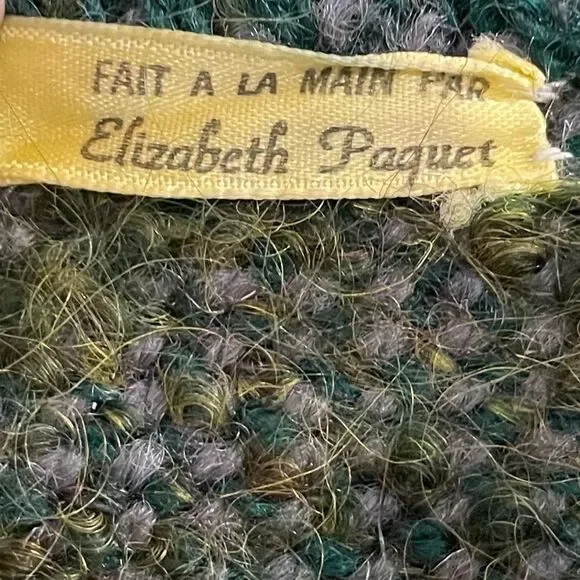 FAIT A LA MAIN PAR
Elizabeth Paquet